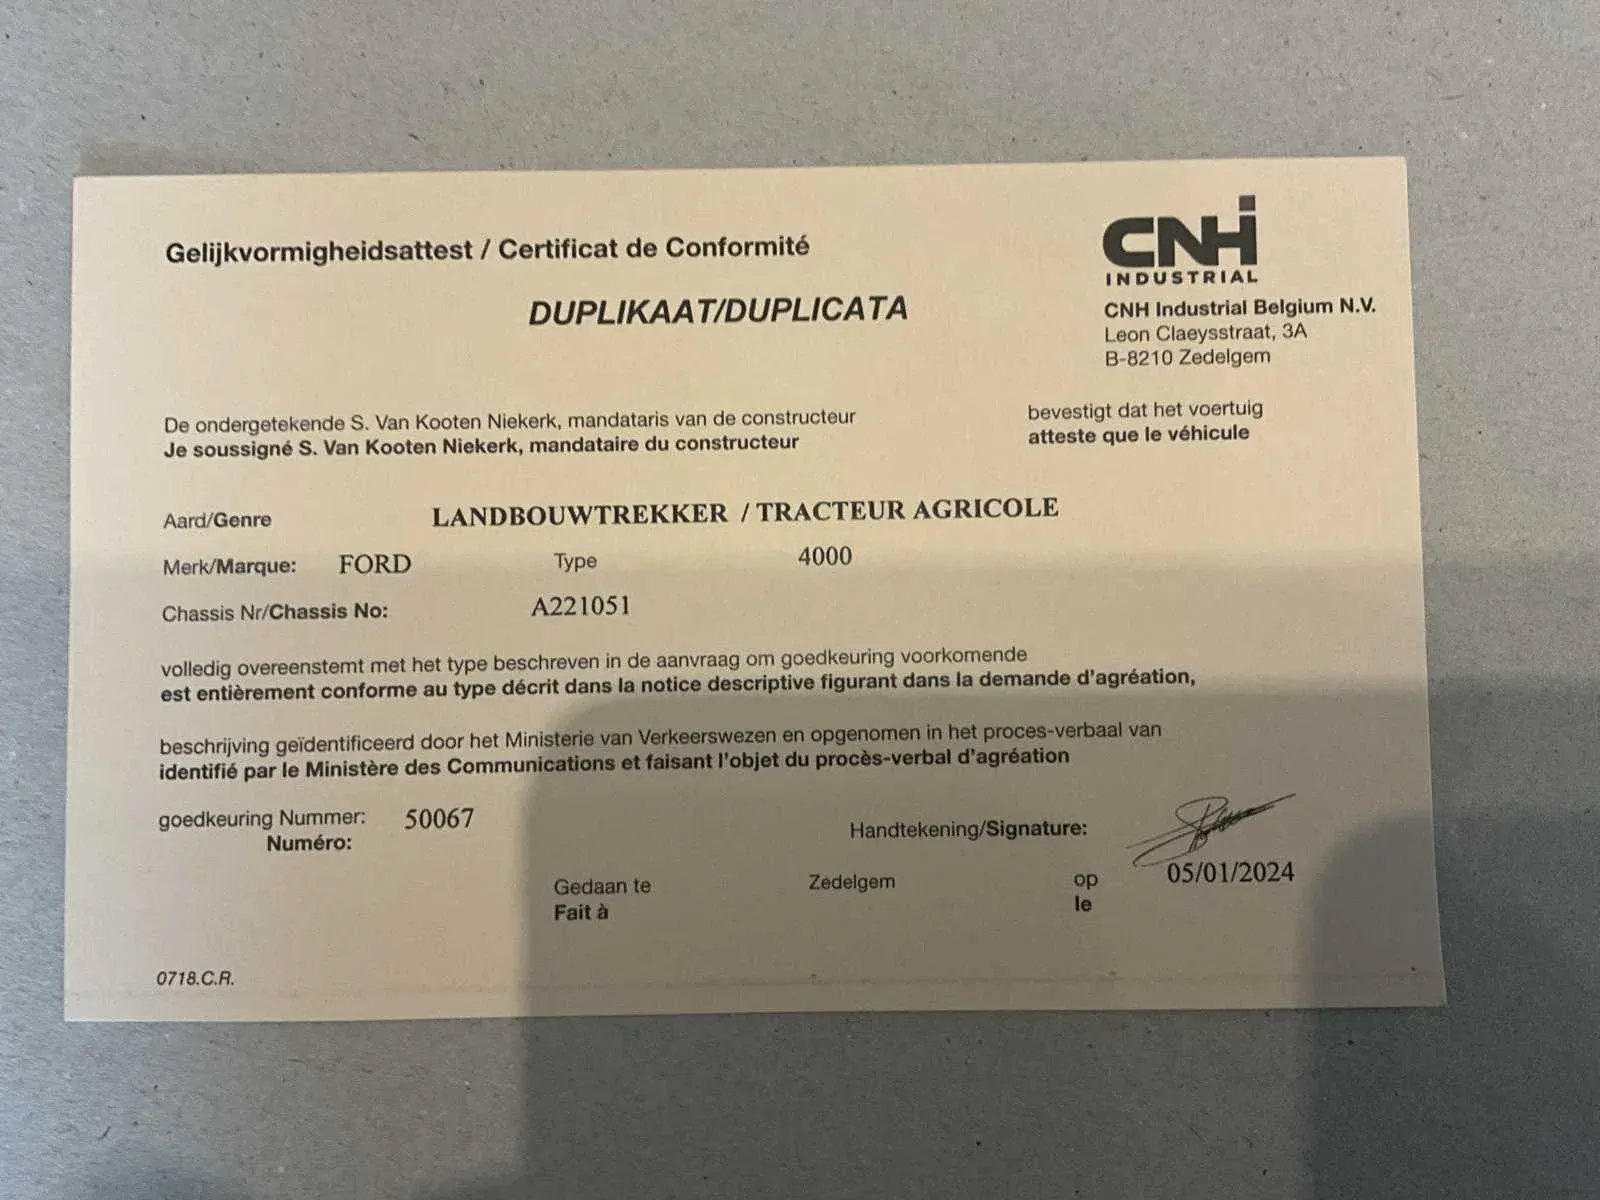 CNH
INDUSTRIAL
Gelijkvormigheidsattest / Certificat de Conformité
DUPLIKAAT/DUPLICATA
CNH Industrial Belgium N.V.
Leon Claeysstraat, 3A
B-8210 Zedelgem
De ondergetekende S. Van Kooten Niekerk, mandataris van de constructeur bevestigt dat het voertuig
Je soussigné S. Van Kooten Niekerk, mandataire du constructeur atteste que le véhicule
Aard/Genre LANDBOUWTREKKER / TRACTEUR AGRICOLE
Merk/Marque: FORD Type 4000
Chassis Nr/Chassis No: A221051
volledig overeenstemt met het type beschreven in de aanvraag om goedkeuring voorkomende
est entièrement conforme au type décrit dans la notice descriptive figurant dans la demande d'agréation,
beschrijving geïdentificeerd door het Ministerie van Verkeerswezen en opgenomen in het proces-verbaal van
identifié par le Ministère des Communications et faisant l'objet du procès-verbal d'agréation
goedkeuring Nummer: 50067
Numéro:
Handtekening/Signature:
Gedaan te Zedelgem op 05/01/2024
Fait à le
0718.C.R.